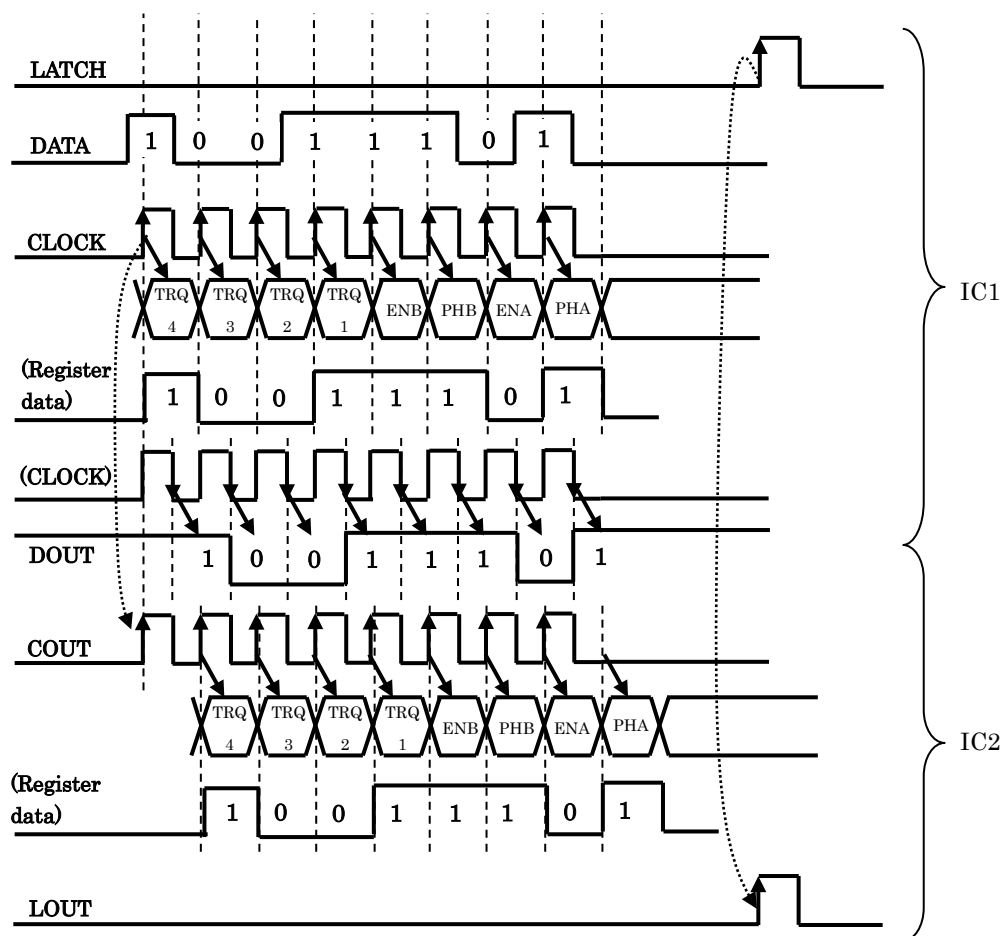 LATCH
DATA
1 0 0 1 1 1 0 1
CLOCK
TRQ TRQ TRQ TRQ
4 3 2 1 ENB PHB ENA PHA
IC1
(Register
data)
1 0 0 1 1 1 0 1
(CLOCK)
DOUT
1 0 0 1 1 1 0 1
COUT
TRQ TRQ TRQ TRQ
4 3 2 1 ENB PHB ENA PHA
IC2
(Register
data)
1 0 0 1 1 1 0 1
LOUT